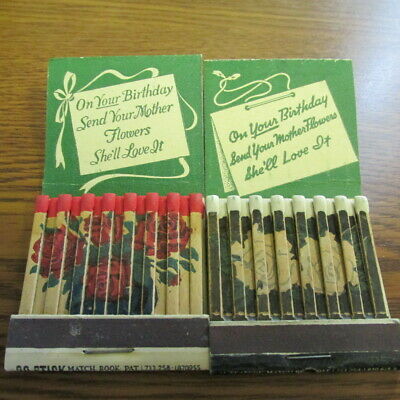 On Your Birthday
Send Your Mother
Flowers
She'll Love It
On Your Birthday
Send Your Mother Flowers
She'll Love It
STICK MATCH BOOK PAT.